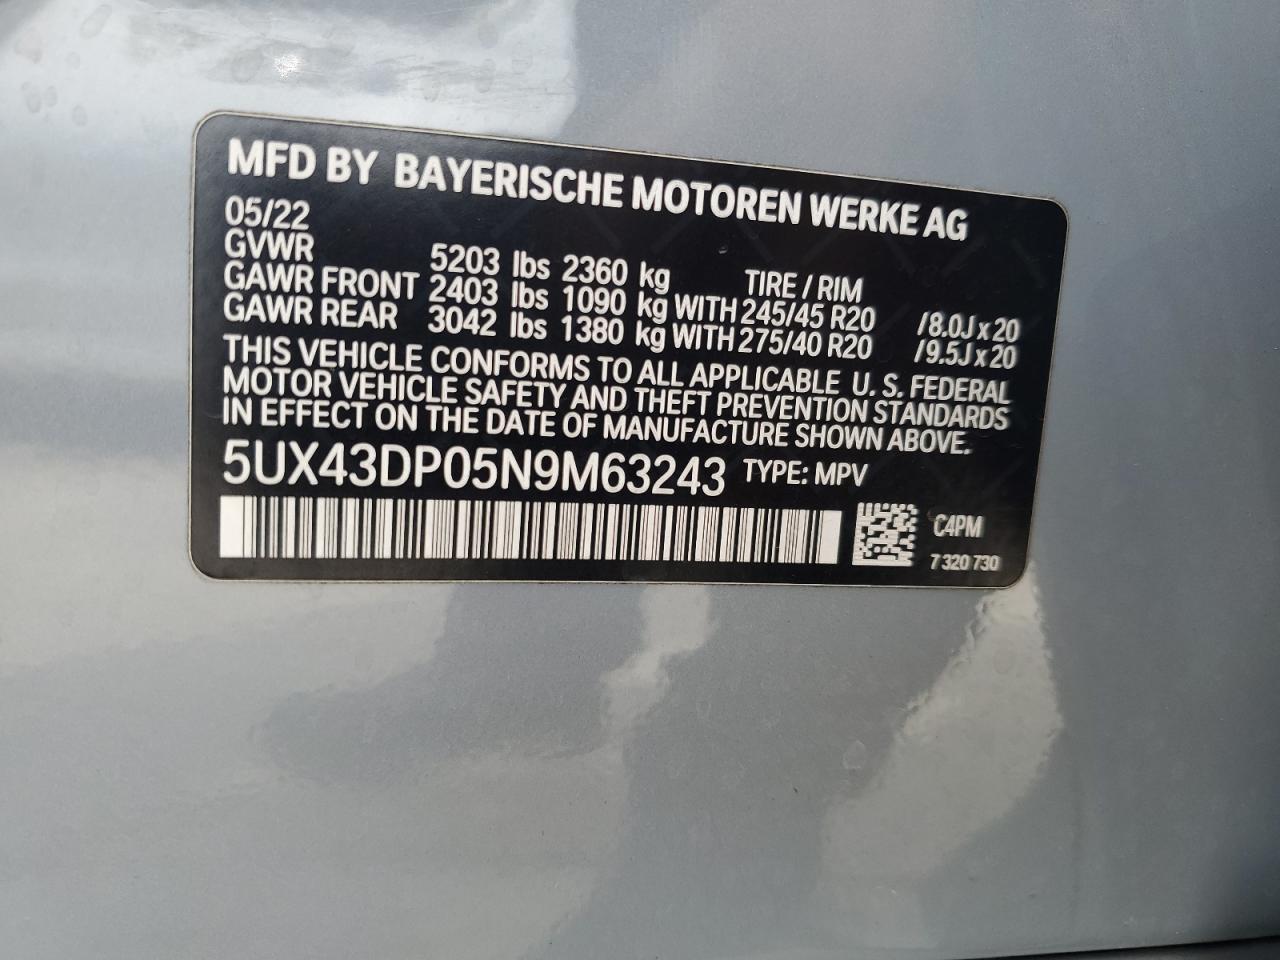 MFD BY BAYERISCHE MOTOREN WERKE AG
05/22
GVWR 5203 lbs 2360 kg TIRE / RIM
GAWR FRONT 2403 lbs 1090 kg WITH 245/45 R20 /8.0J x 20
GAWR REAR 3042 lbs 1380 kg WITH 275/40 R20 /9.5J x 20
THIS VEHICLE CONFORMS TO ALL APPLICABLE U. S. FEDERAL
MOTOR VEHICLE SAFETY AND THEFT PREVENTION STANDARDS
IN EFFECT ON THE DATE OF MANUFACTURE SHOWN ABOVE.
5UX43DP05N9M63243 TYPE: MPV
C4PM
7 320 730